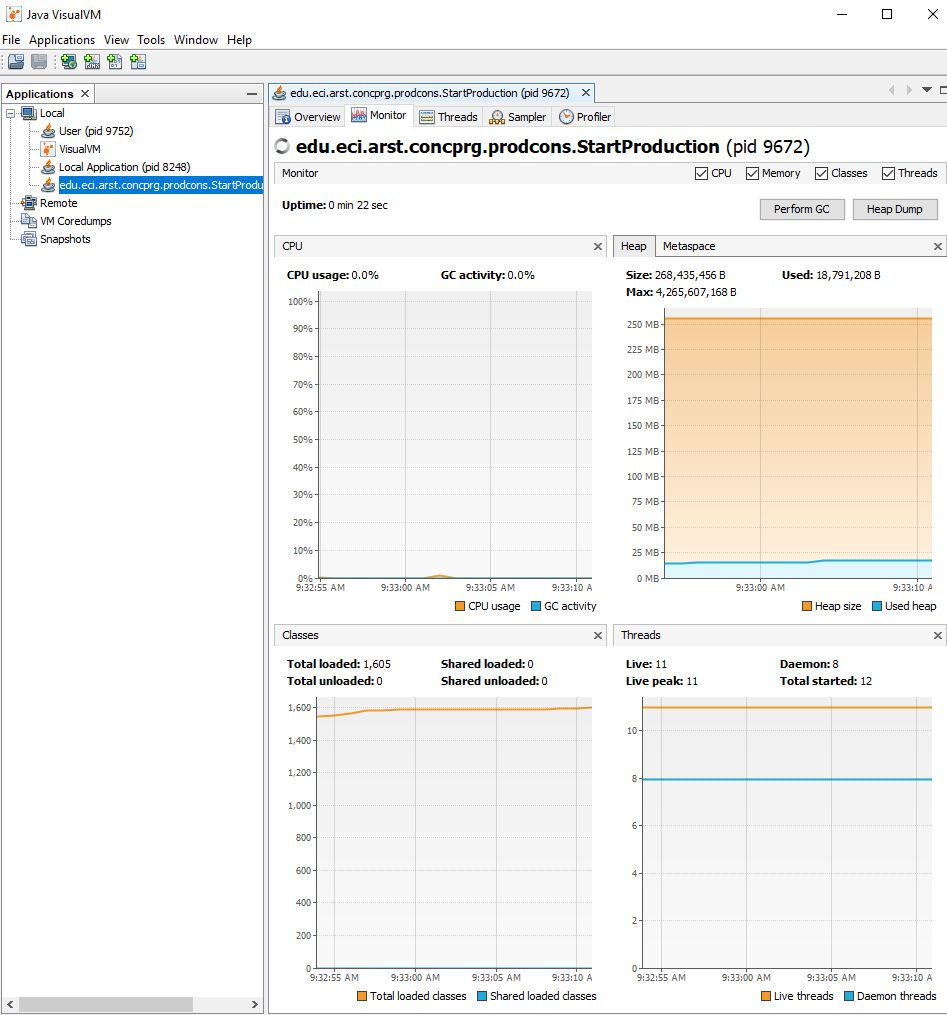 Java VisualVM
File Applications View Tools Window Help
Applications
Local
User (pid 9752)
VisualVM
Local Application (pid 8248)
edu.eci.arst.concprg.prodcons.StartProdu
Remote
VM Coredumps
Snapshots
edu.eci.arst.concprg.prodcons.StartProduction (pid 9672)
Overview Monitor Threads Sampler Profiler
edu.eci.arst.concprg.prodcons.StartProduction (pid 9672)
Monitor CPU Memory Classes Threads
Uptime: 0 min 22 sec
Perform GC Heap Dump
CPU
CPU usage: 0.0% GC activity: 0.0%
100%
90%
80%
70%
60%
50%
40%
30%
20%
10%
0%
9:32:55 AM 9:33:00 AM 9:33:05 AM 9:33:10 A
CPU usage GC activity
Heap Metaspace
Size: 268,435,456 B Used: 18,791,208 B
Max: 4,265,607,168 B
250 MB
225 MB
200 MB
175 MB
150 MB
125 MB
100 MB
75 MB
50 MB
25 MB
0 MB
9:33:00 AM 9:33:10 A
Heap size Used heap
Classes
Total loaded: 1,605 Shared loaded: 0
Total unloaded: 0 Shared unloaded: 0
1,600
1,400
1,200
1,000
800
600
400
200
0
9:32:55 AM 9:33:00 AM 9:33:05 AM 9:33:10 A
Total loaded classes Shared loaded classes
Threads
Live: 11 Daemon: 8
Live peak: 11 Total started: 12
10
8
6
4
2
0
9:32:55 AM 9:33:00 AM 9:33:05 AM 9:33:10 A
Live threads Daemon threads